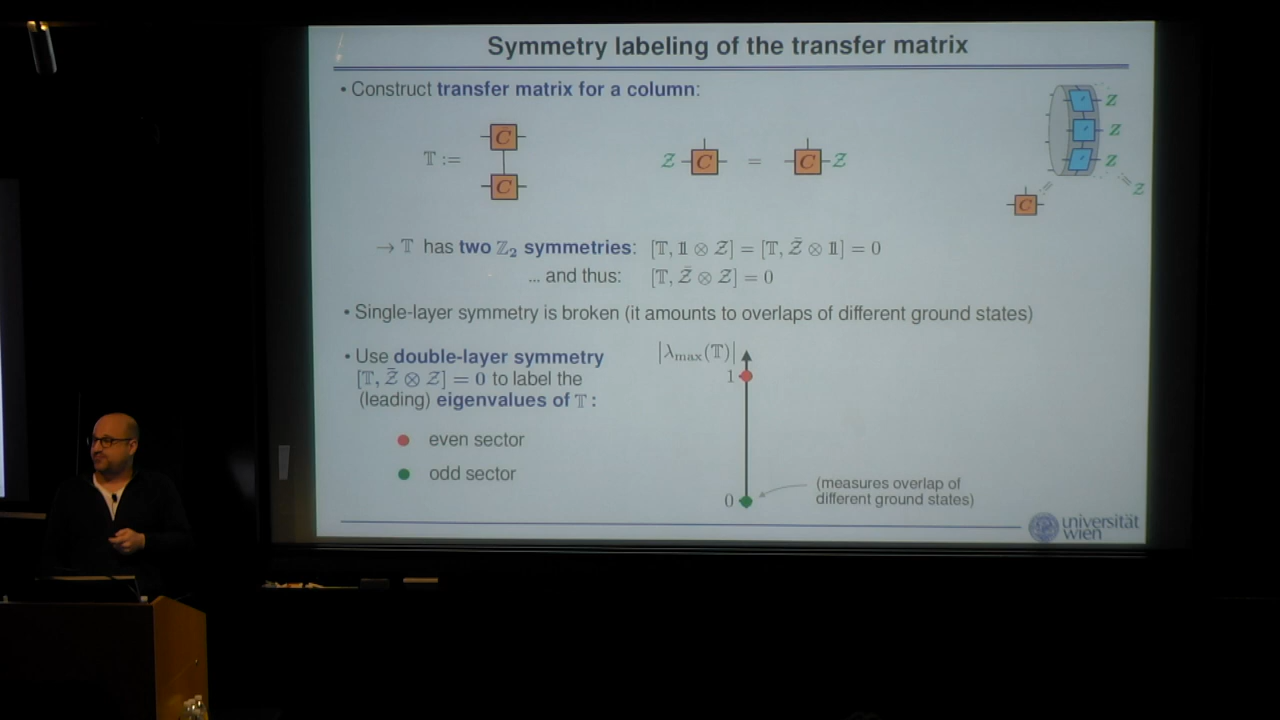 Symmetry labeling of the transfer matrix
• Construct transfer matrix for a column:
𝕋 :=
C
C
𝒵 C = C 𝒵
𝒵
𝒵
𝒵
𝒵
C
→ 𝕋 has two ℤ₂ symmetries: [𝕋, 𝟙 ⊗ 𝒵] = [𝕋, 𝒵̄ ⊗ 𝟙] = 0
... and thus: [𝕋, 𝒵̄ ⊗ 𝒵] = 0
• Single-layer symmetry is broken (it amounts to overlaps of different ground states)
• Use double-layer symmetry
[𝕋, 𝒵̄ ⊗ 𝒵] = 0 to label the
(leading) eigenvalues of 𝕋 :
even sector
odd sector
|λmax(𝕋)|
1
0
(measures overlap of
different ground states)
universität
wien